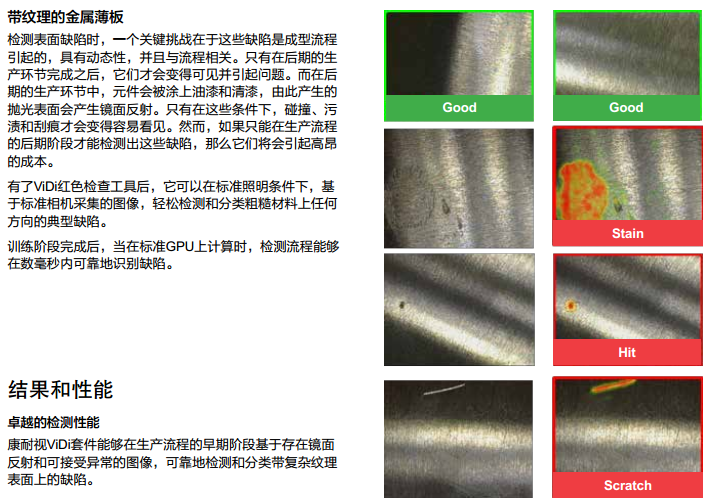 带纹理的金属薄板
检测表面缺陷时，一个关键挑战在于这些缺陷是成型流程
引起的，具有动态性，并且与流程相关。只有在后期的生
产环节完成之后，它们才会变得可见并引起问题。而在后
期的生产环节中，元件会被涂上油漆和清漆，由此产生的
抛光表面会产生镜面反射。只有在这些条件下，碰撞、污
渍和刮痕才会变得容易看见。然而，如果只能在生产流程
的后期阶段才能检测出这些缺陷，那么它们将会引起高昂
的成本。
有了ViDi红色检查工具后，它可以在标准照明条件下，基
于标准相机采集的图像，轻松检测和分类粗糙材料上任何
方向的典型缺陷。
训练阶段完成后，当在标准GPU上计算时，检测流程能够
在数毫秒内可靠地识别缺陷。
结果和性能
卓越的检测性能
康耐视ViDi套件能够在生产流程的早期阶段基于存在镜面
反射和可接受异常的图像，可靠地检测和分类带复杂纹理
表面上的缺陷。
Good
Good
Stain
Hit
Scratch